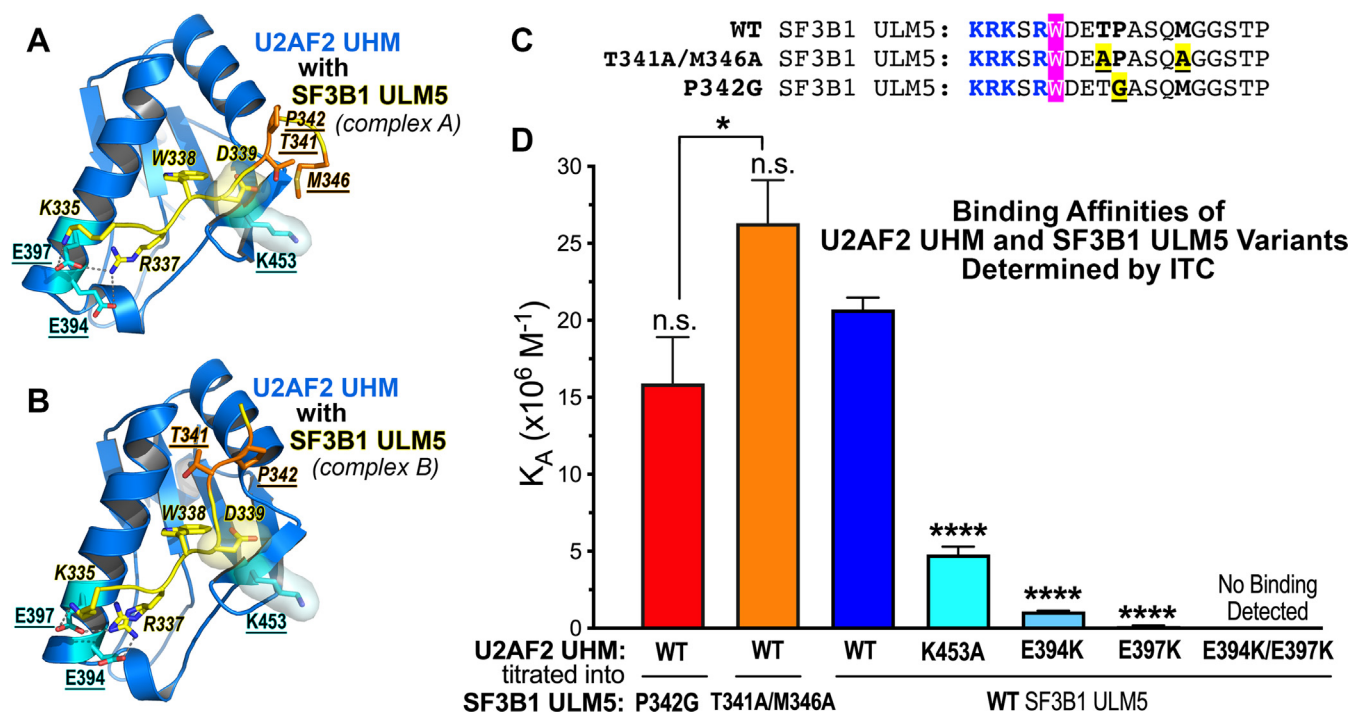 A
U2AF2 UHM
with
SF3B1 ULM5
(complex A)
P342
T341
W338
D339
M346
K335
E397
R337
K453
E394
B
U2AF2 UHM
with
SF3B1 ULM5
(complex B)
T341
P342
W338
D339
K335
E397
R337
K453
E394
C
WT SF3B1 ULM5: KRKSRWDETPASQMGGSTP
T341A/M346A SF3B1 ULM5: KRKSRWDEAPASQAGGSTP
P342G SF3B1 ULM5: KRKSRWDETGASQMGGSTP
D
Binding Affinities of
U2AF2 UHM and SF3B1 ULM5 Variants
Determined by ITC
KA (x10⁶ M⁻¹)
30
25
20
15
10
5
0
*
n.s.
n.s.
****
****
****
No Binding
Detected
U2AF2 UHM: WT WT WT K453A E394K E397K E394K/E397K
titrated into
SF3B1 ULM5: P342G T341A/M346A WT SF3B1 ULM5